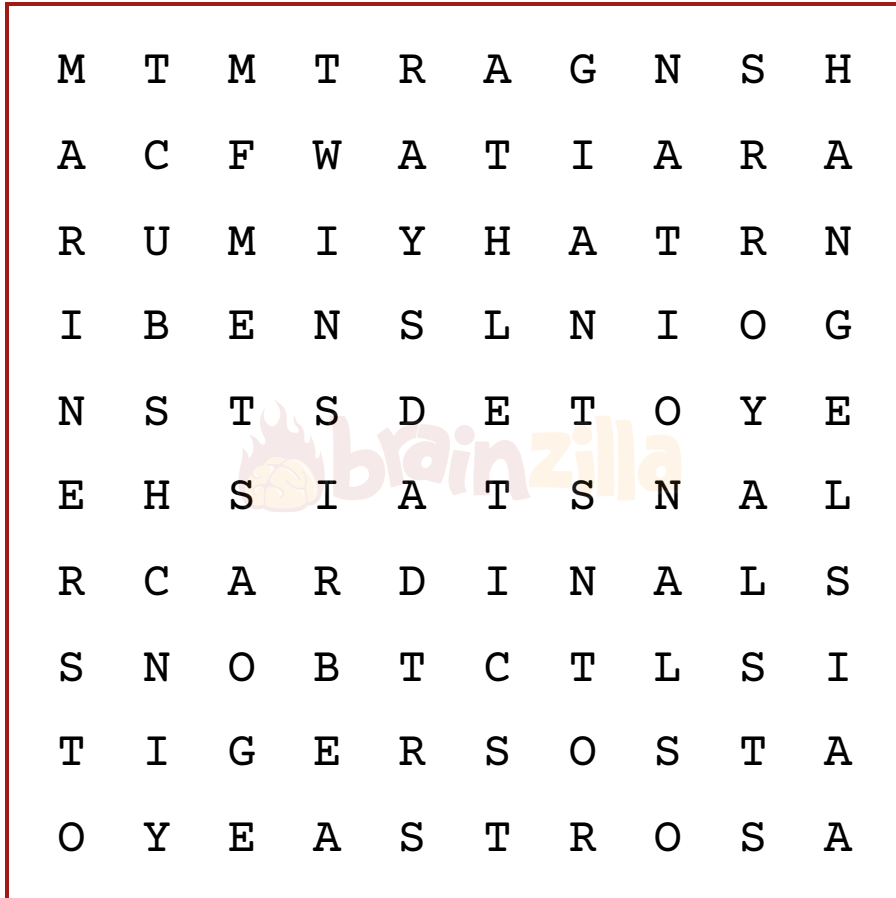 M T M T R A G N S H
A C F W A T I A R A
R U M I Y H A T R N
I B E N S L N I O G
N S T S D E T O Y E
E H S I A T S N A L
R C A R D I N A L S
S N O B T C T L S I
T I G E R S O S T A
O Y E A S T R O S A
brainzilla